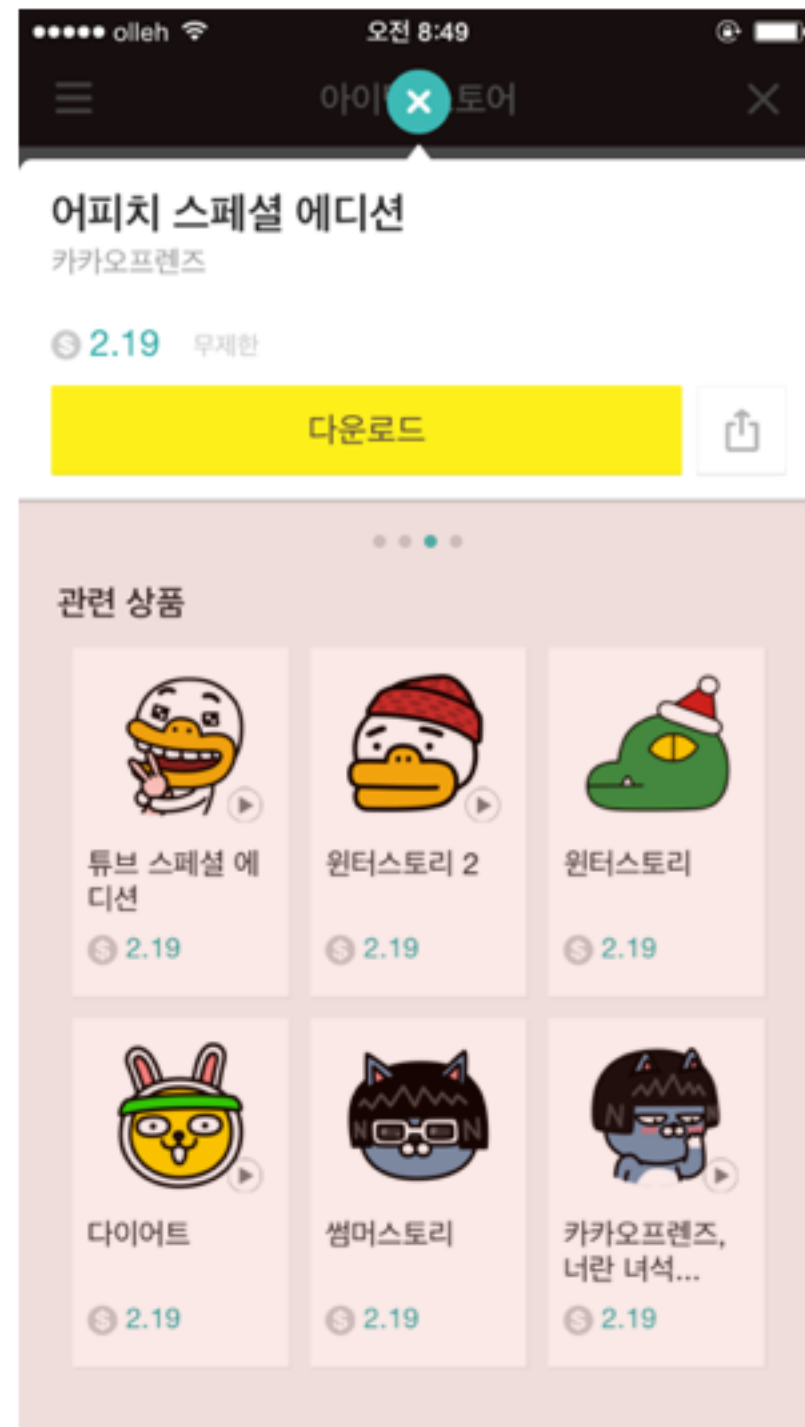 olleh 오전 8:49
아이 토어
어피치 스페셜 에디션
카카오프렌즈
2.19 무제한
다운로드
관련 상품
튜브 스페셜 에
디션
2.19
윈터스토리 2
2.19
윈터스토리
2.19
다이어트
2.19
썸머스토리
2.19
카카오프렌즈,
너란 녀석...
2.19